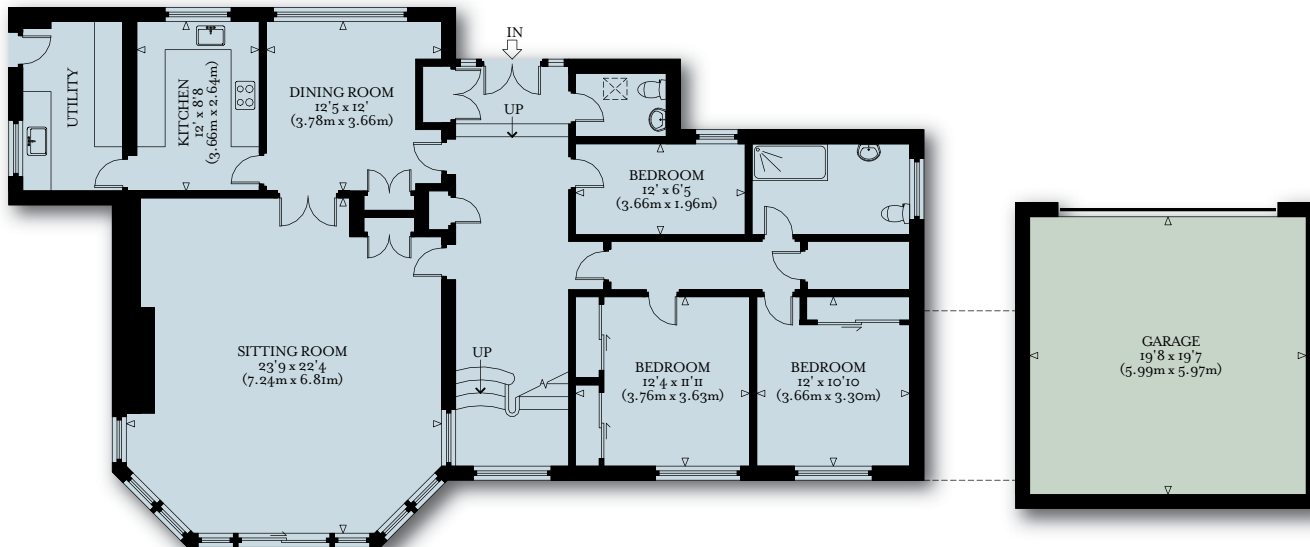 IN
UTILITY
KITCHEN
12' x 8'8
(3.66m x 2.64m)
DINING ROOM
12'5 x 12'
(3.78m x 3.66m)
UP
BEDROOM
12' x 6'5
(3.66m x 1.96m)
SITTING ROOM
23'9 x 22'4
(7.24m x 6.81m)
UP
BEDROOM
12'4 x 11'11
(3.76m x 3.63m)
BEDROOM
12' x 10'10
(3.66m x 3.30m)
GARAGE
19'8 x 19'7
(5.99m x 5.97m)